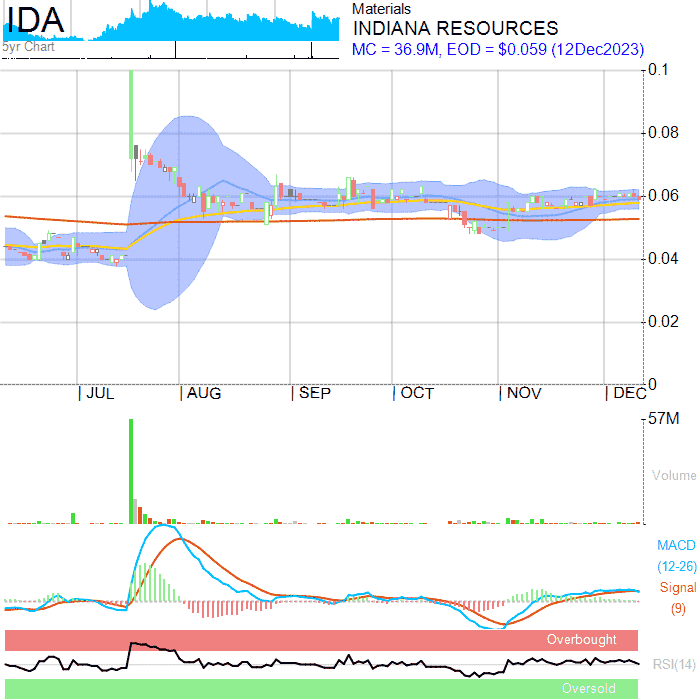 IDA
5yr Chart
Materials
INDIANA RESOURCES
MC = 36.9M, EOD = $0.059 (12Dec2023)
0.1
0.08
0.06
0.04
0.02
0
| JUL | AUG | SEP | OCT | NOV | DEC
57M
Volume
MACD
(12-26)
Signal
(9)
Overbought
RSI(14)
Oversold